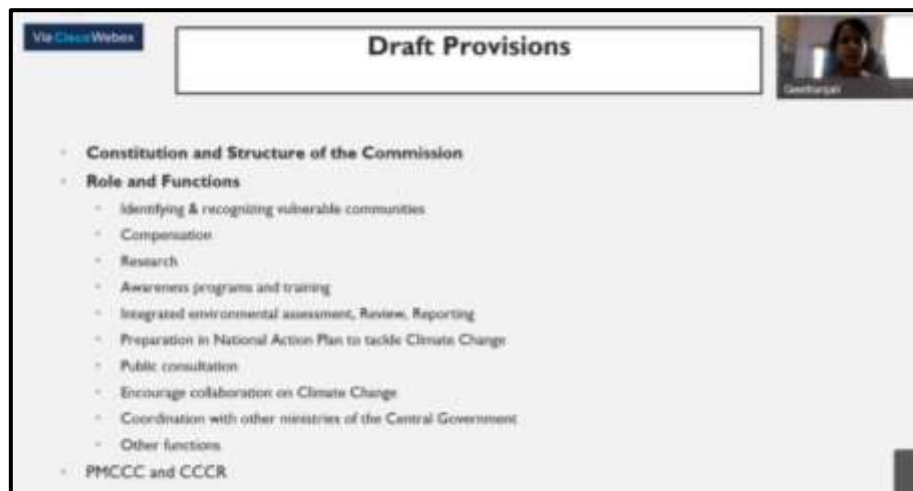 Via Cisco Webex
Draft Provisions
Geethanjali
Constitution and Structure of the Commission
Role and Functions
Identifying & recognizing vulnerable communities
Compensation
Research
Awareness programs and training
Integrated environmental assessment, Review, Reporting
Preparation in National Action Plan to tackle Climate Change
Public consultation
Encourage collaboration on Climate Change
Coordination with other ministries of the Central Government
Other functions
PMCCC and CCCR